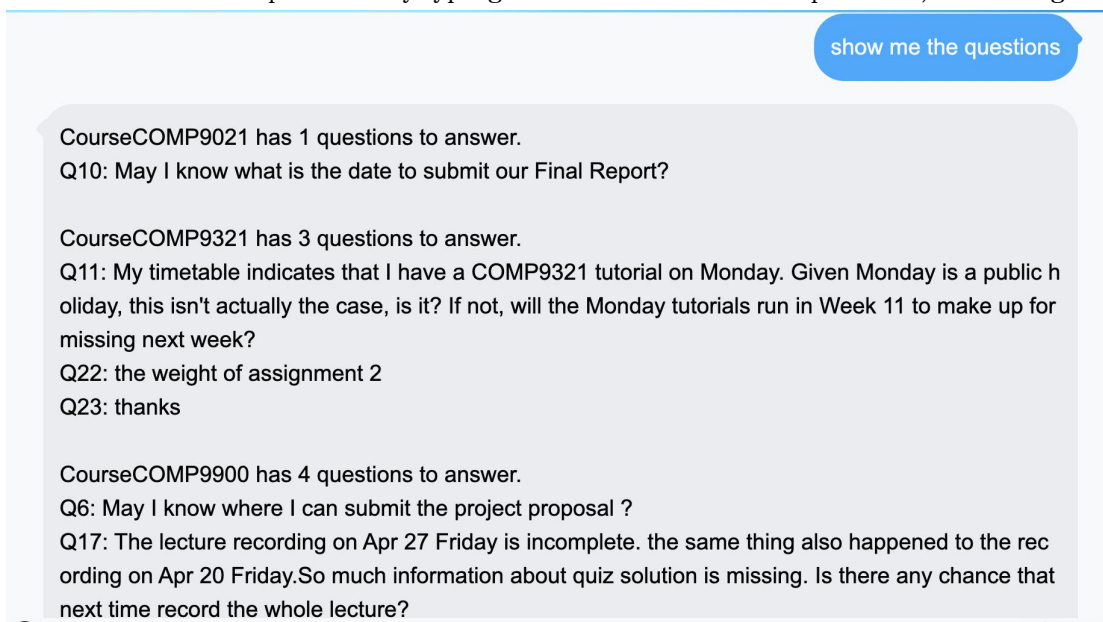 show me the questions
CourseCOMP9021 has 1 questions to answer.
Q10: May I know what is the date to submit our Final Report?
CourseCOMP9321 has 3 questions to answer.
Q11: My timetable indicates that I have a COMP9321 tutorial on Monday. Given Monday is a public h
oliday, this isn't actually the case, is it? If not, will the Monday tutorials run in Week 11 to make up for
missing next week?
Q22: the weight of assignment 2
Q23: thanks
CourseCOMP9900 has 4 questions to answer.
Q6: May I know where I can submit the project proposal ?
Q17: The lecture recording on Apr 27 Friday is incomplete. the same thing also happened to the rec
ording on Apr 20 Friday.So much information about quiz solution is missing. Is there any chance that
next time record the whole lecture?